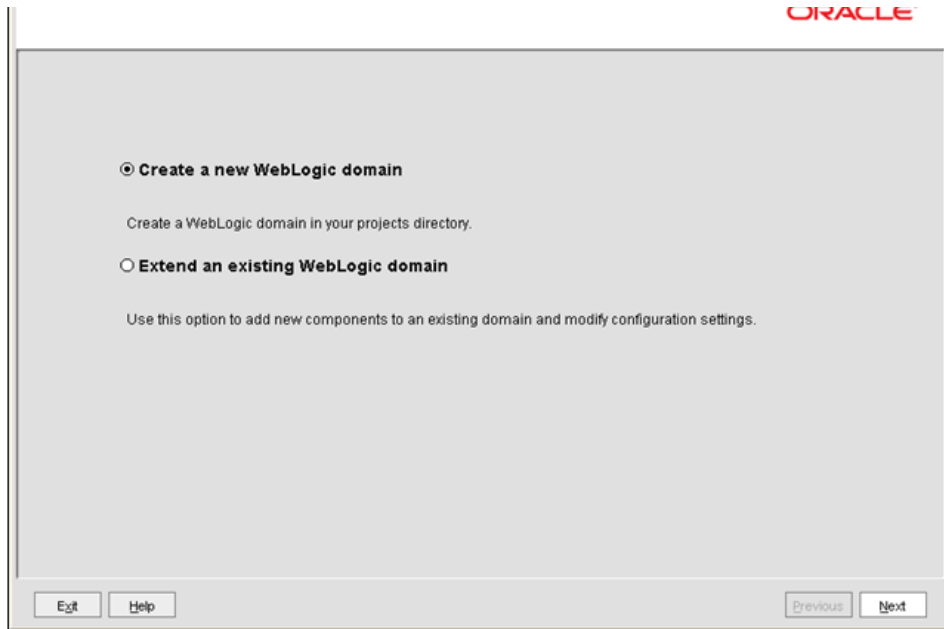 ORACLE
Create a new WebLogic domain
Create a WebLogic domain in your projects directory.
Extend an existing WebLogic domain
Use this option to add new components to an existing domain and modify configuration settings.
Exit Help Previous Next